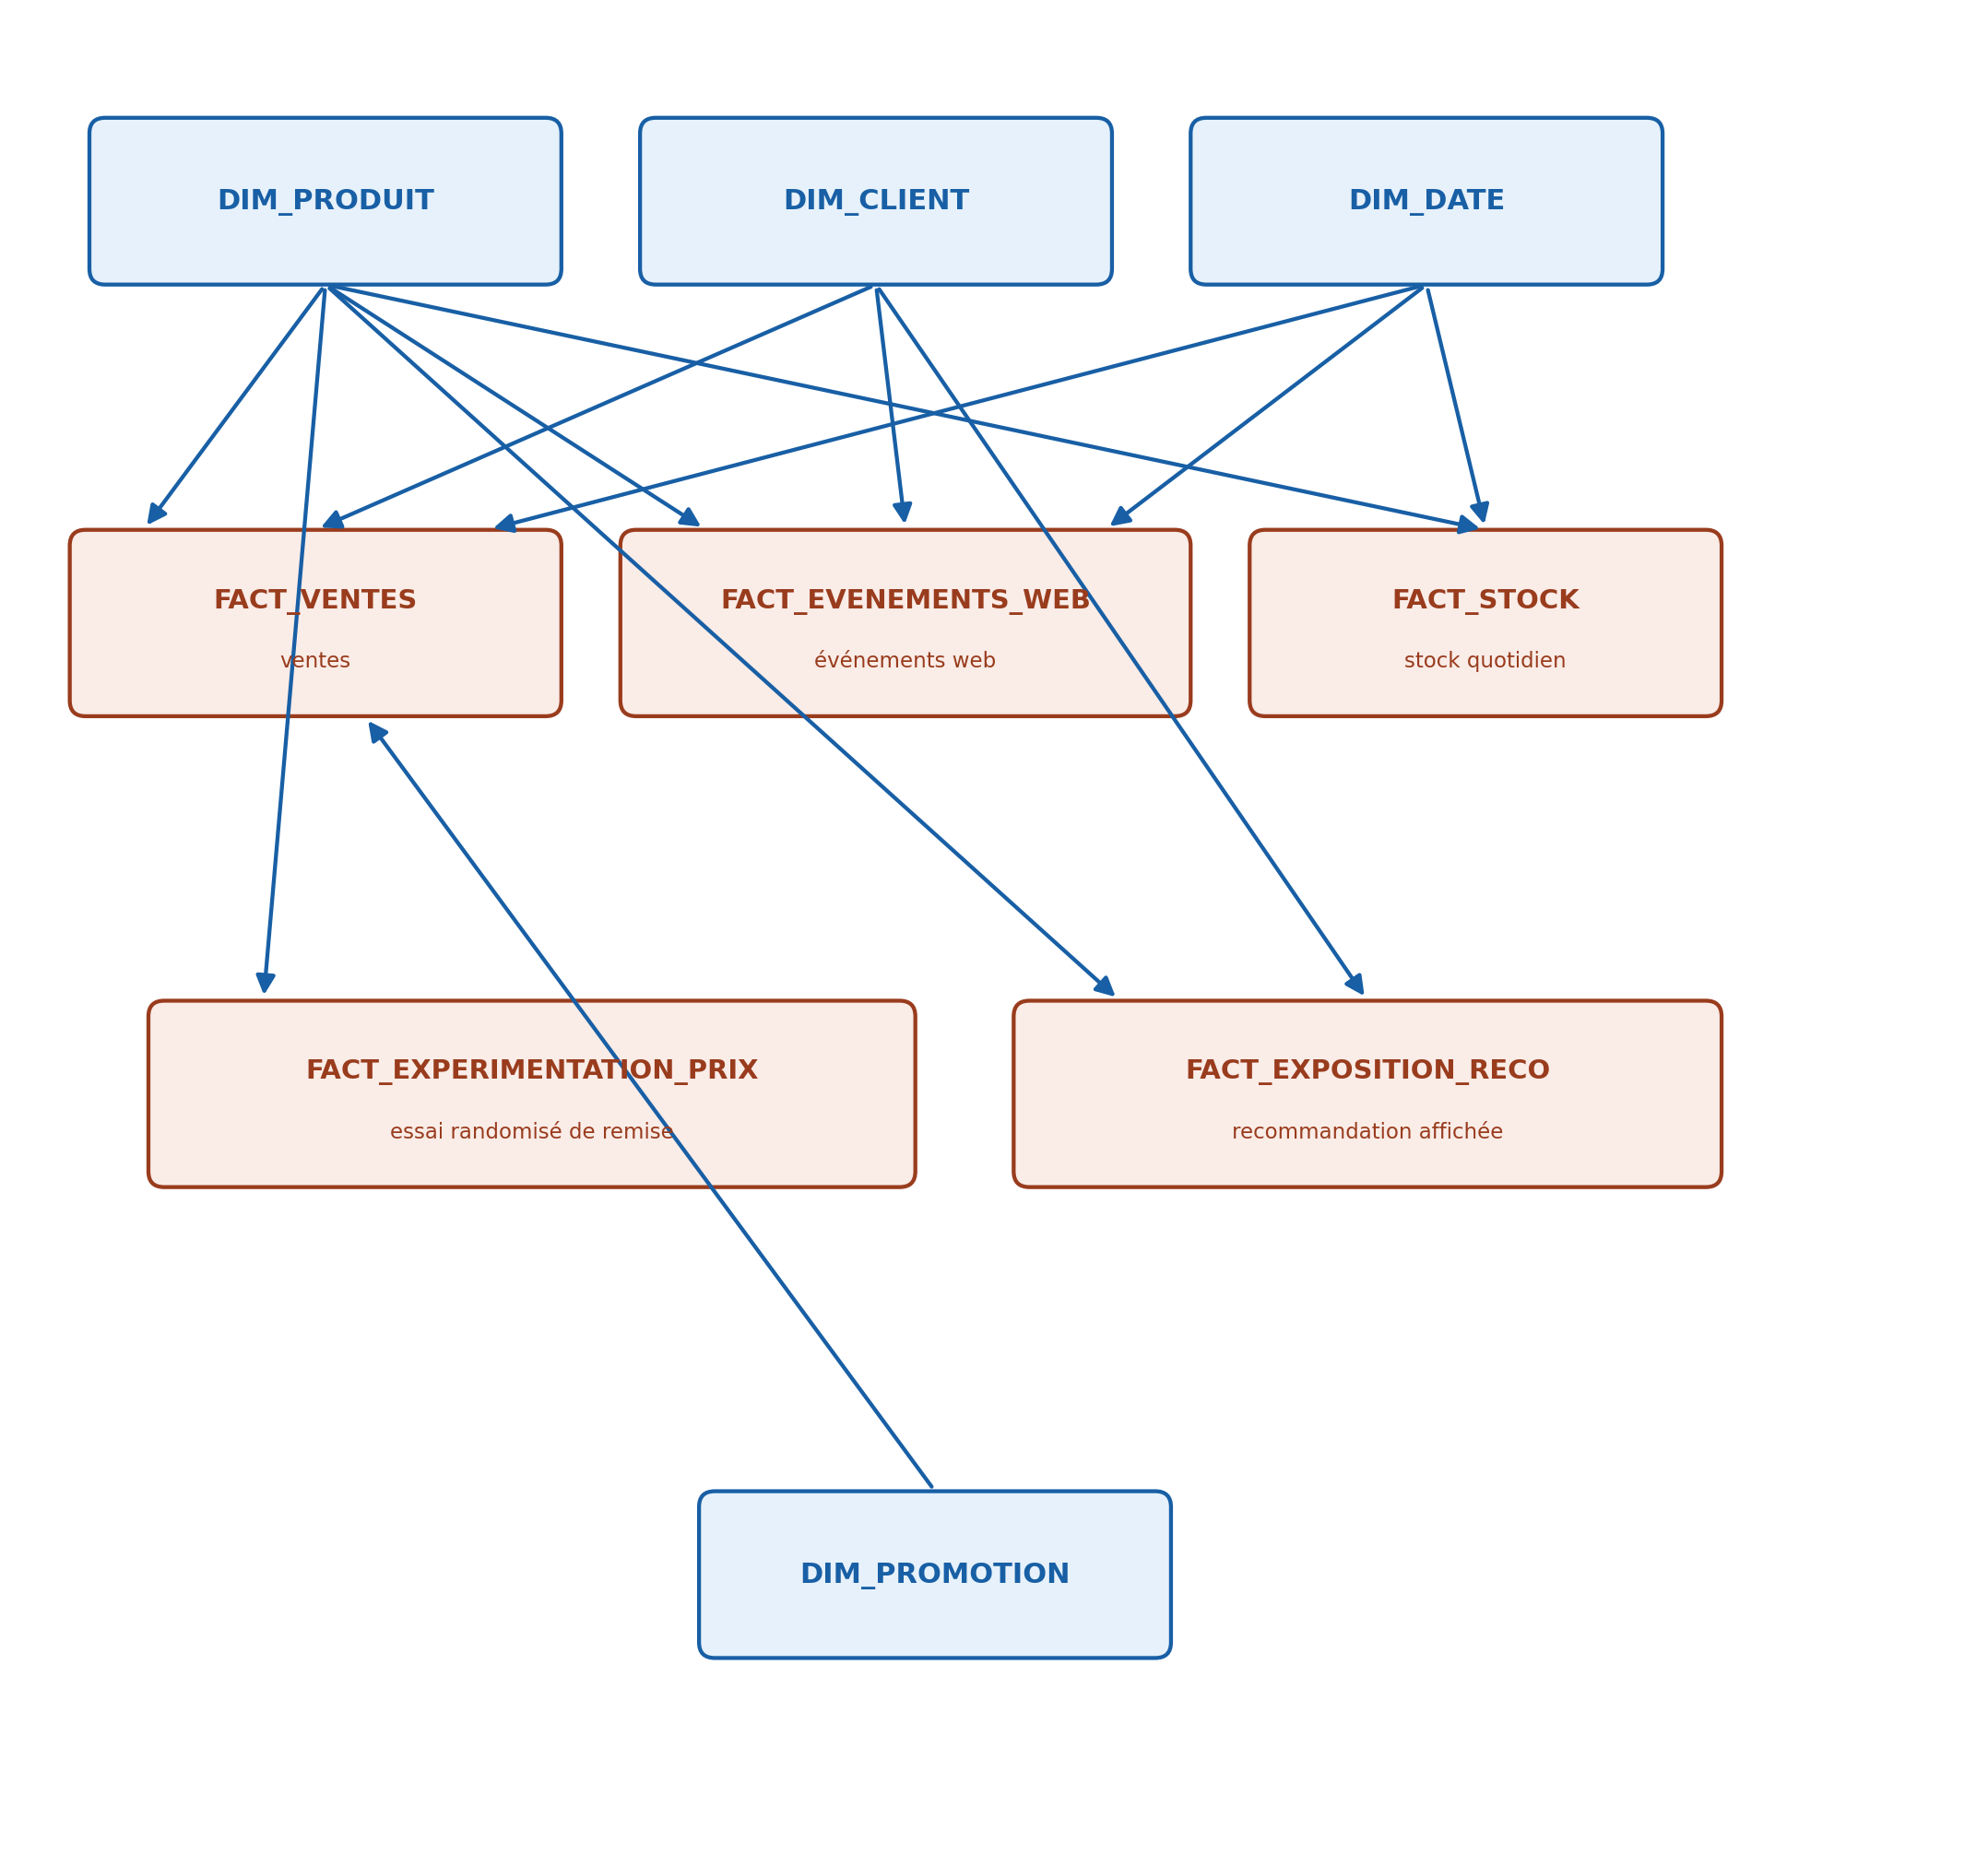 DIM_PRODUIT
DIM_CLIENT
DIM_DATE
FACT_VENTES
ventes
FACT_EVENEMENTS_WEB
événements web
FACT_STOCK
stock quotidien
FACT_EXPERIMENTATION_PRIX
essai randomisé de remise
FACT_EXPOSITION_RECO
recommandation affichée
DIM_PROMOTION